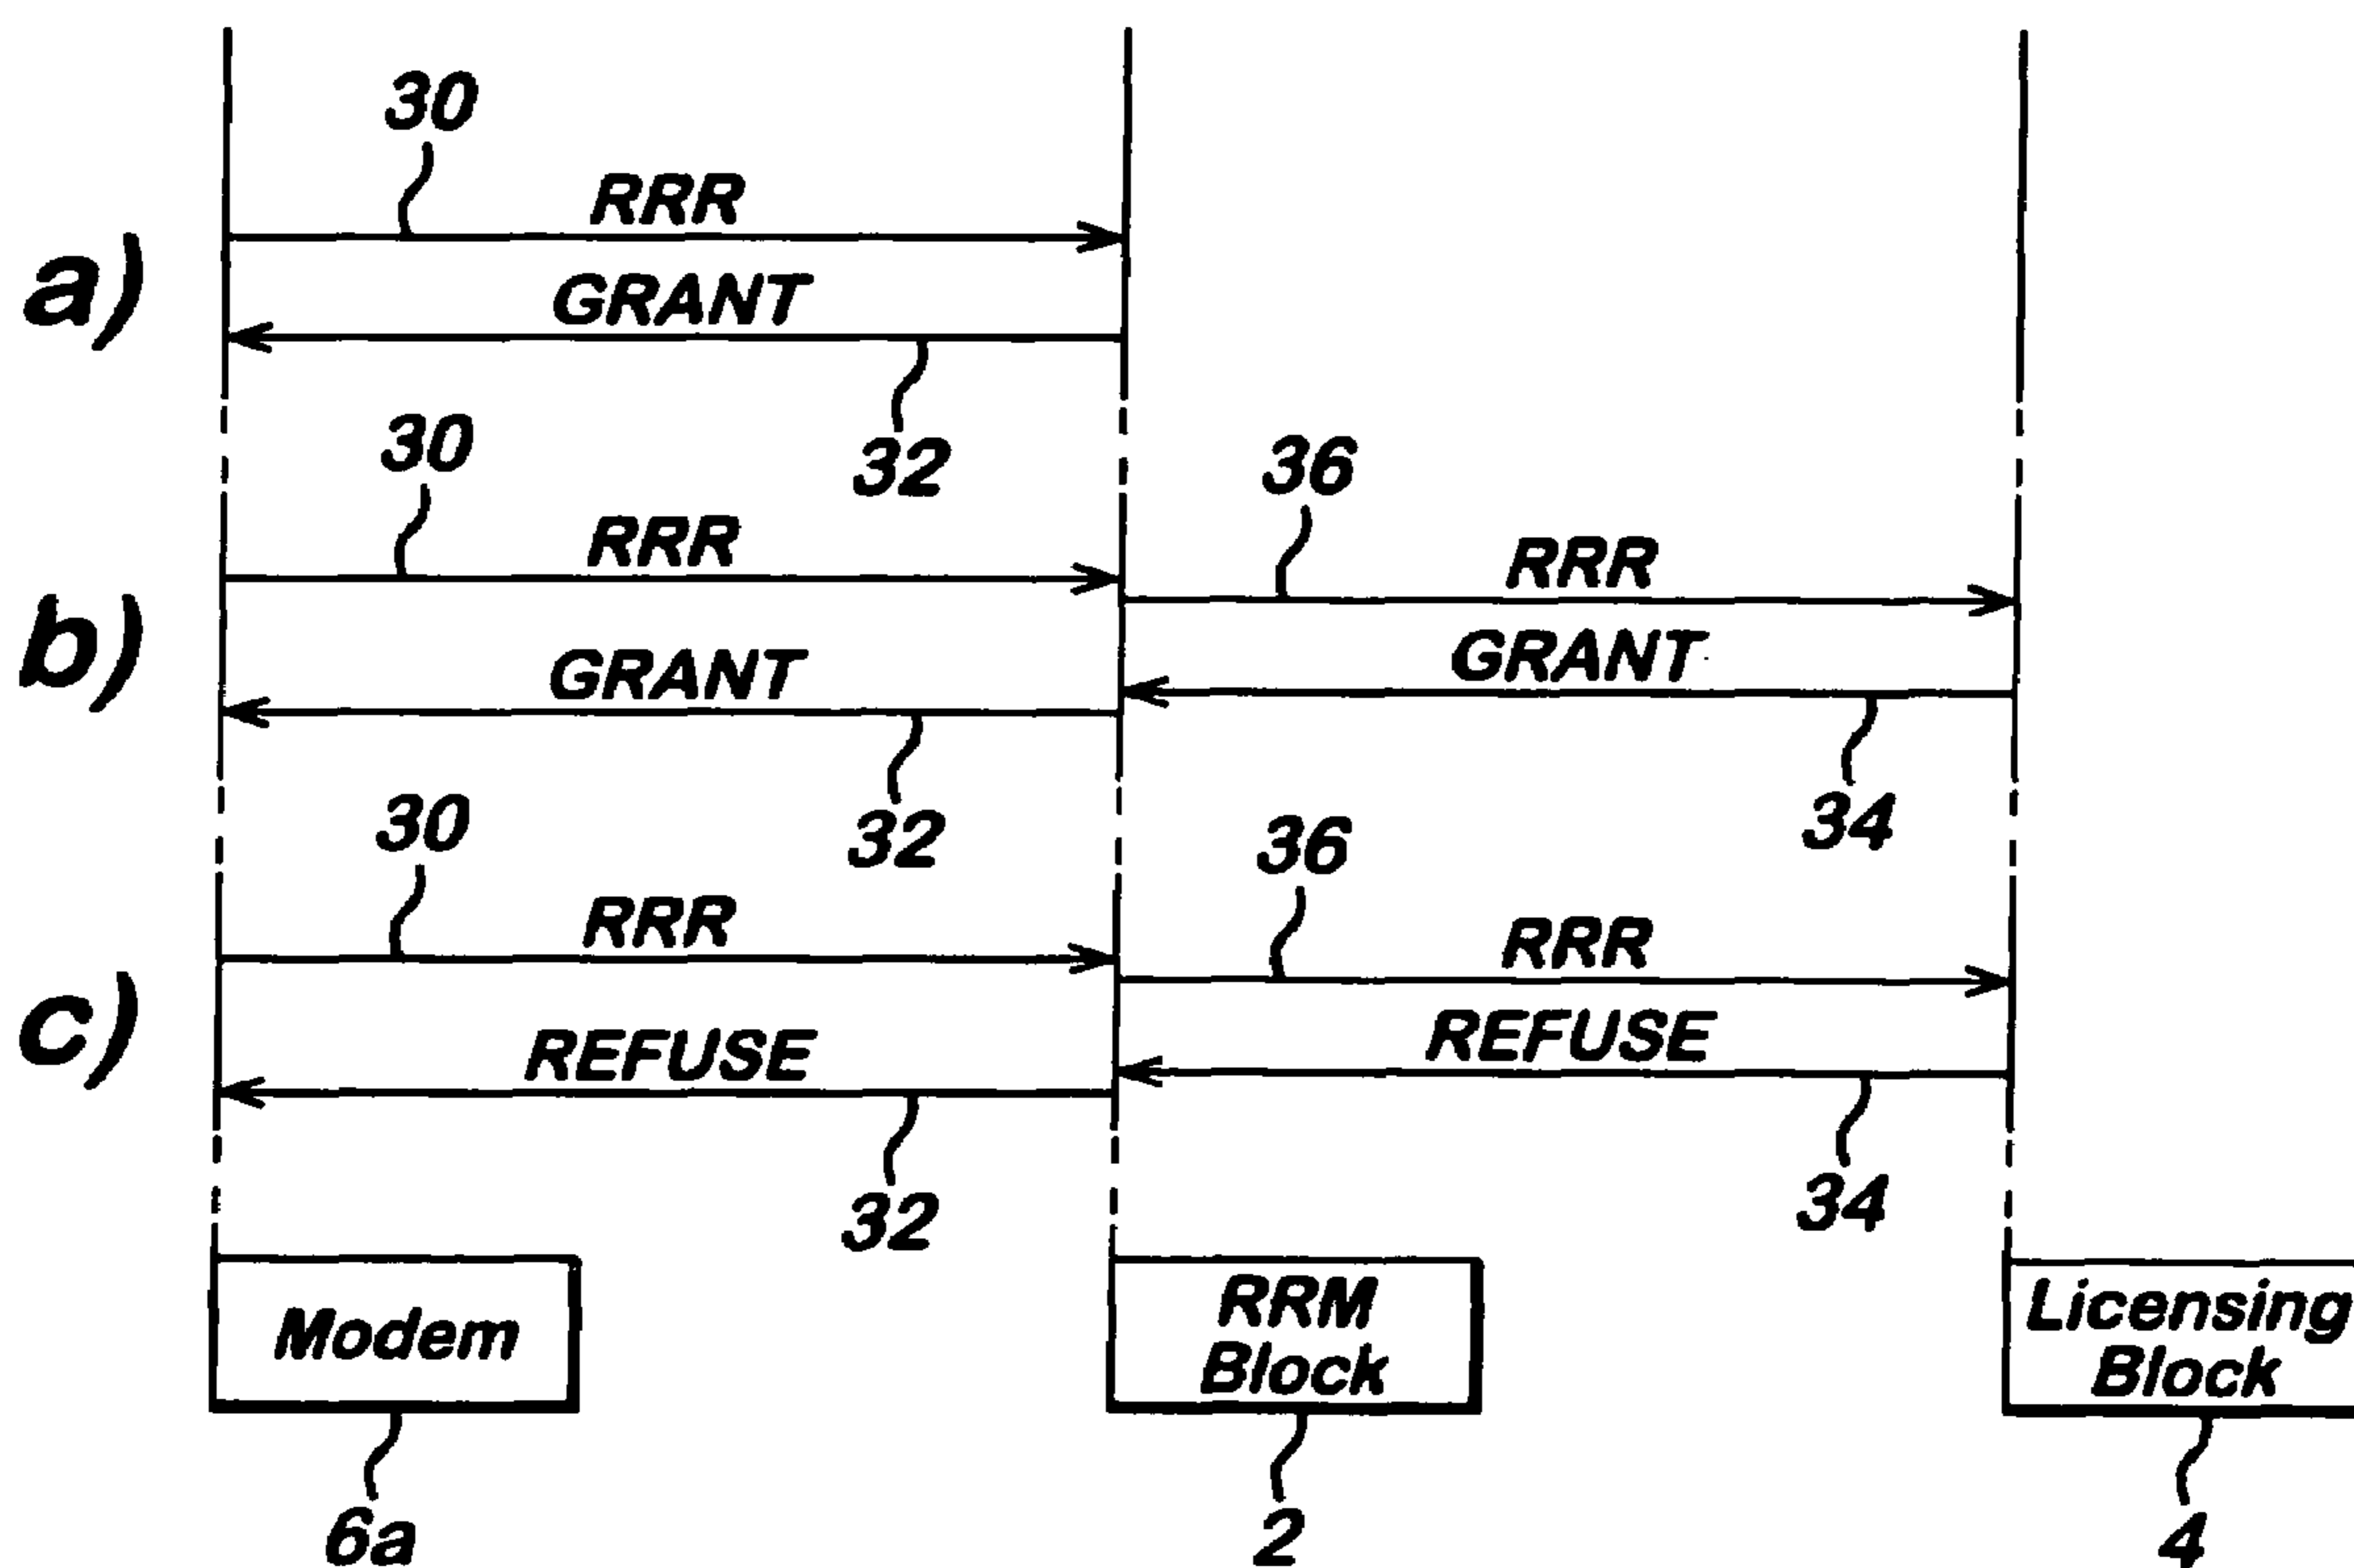 30
RRR
a)
GRANT
32
30
36
RRR
RRR
b)
GRANT
GRANT
32
34
30
36
RRR
RRR
c)
REFUSE
REFUSE
32
34
Modem
RRM
Block
Licensing
Block
6a
2
4